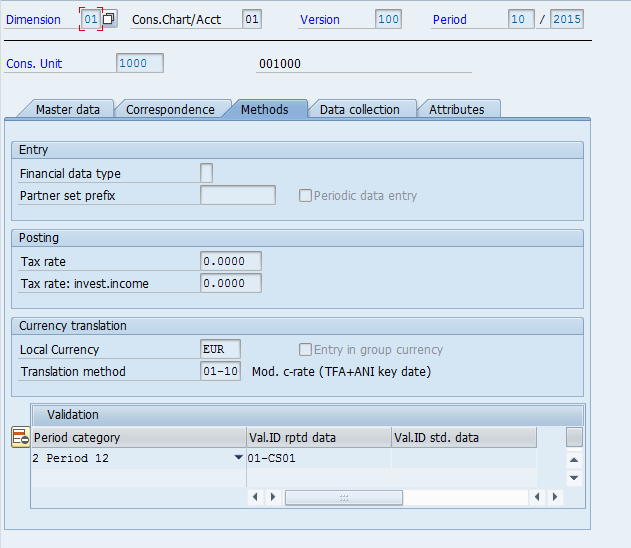 Dimension 01 Cons.Chart/Acct 01 Version 100 Period 10 / 2015
Cons. Unit 1000 001000
Master data Correspondence Methods Data collection Attributes
Entry
Financial data type
Partner set prefix Periodic data entry
Posting
Tax rate 0.0000
Tax rate: invest.income 0.0000
Currency translation
Local Currency EUR Entry in group currency
Translation method 01-10 Mod. c-rate (TFA+ANI key date)
Validation
Period category Val.ID rptd data Val.ID std. data
2 Period 12 01-CS01